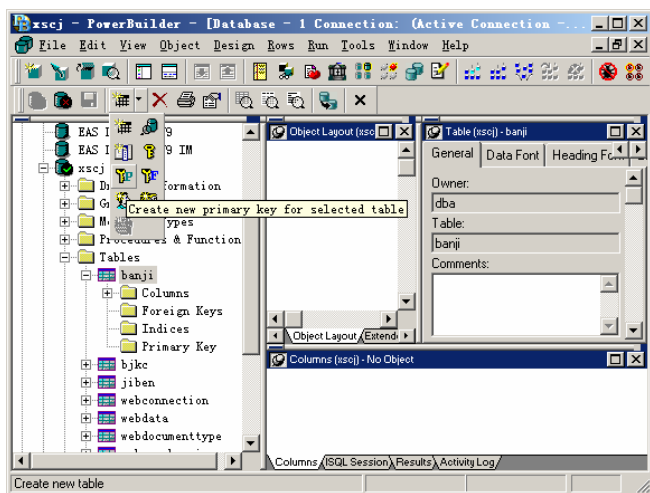 xscj - PowerBuilder - [Database - 1 Connection: (Active Connection -...
File Edit View Object Design Rows Run Tools Window Help
EAS
EAS 9 IM
xscj
Tables
banji
Columns
Foreign Keys
Indices
Primary Key
bjkc
jiben
webconnection
webdata
webdocumenttype
Procedures & Function
Create new primary key for selected table
Object Layout (xsc
Object Layout Extende
Table (xscj) - banji
General Data Font Heading
Owner:
dba
Table:
banji
Comments:
Columns (xscj) - No Object
Columns ISQL Session Results Activity Log
Create new table